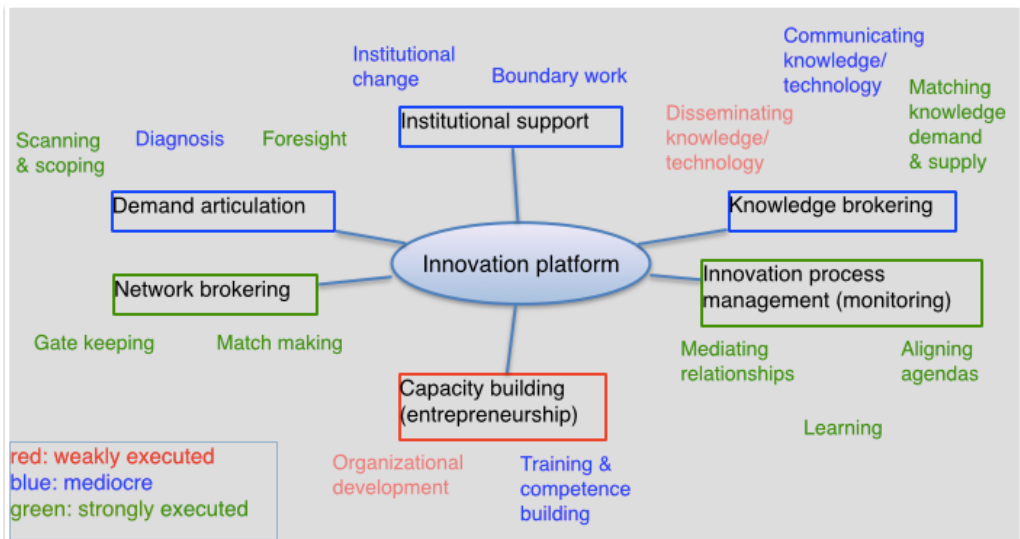 Institutional
change
Boundary work
Communicating
knowledge/
technology
Matching
knowledge
demand
& supply
Disseminating
knowledge/
technology
Institutional support
Scanning
& scoping
Diagnosis
Foresight
Demand articulation
Knowledge brokering
Innovation platform
Network brokering
Innovation process
management (monitoring)
Gate keeping
Match making
Mediating
relationships
Aligning
agendas
Learning
Capacity building
(entrepreneurship)
Organizational
development
Training &
competence
building
red: weakly executed
blue: mediocre
green: strongly executed